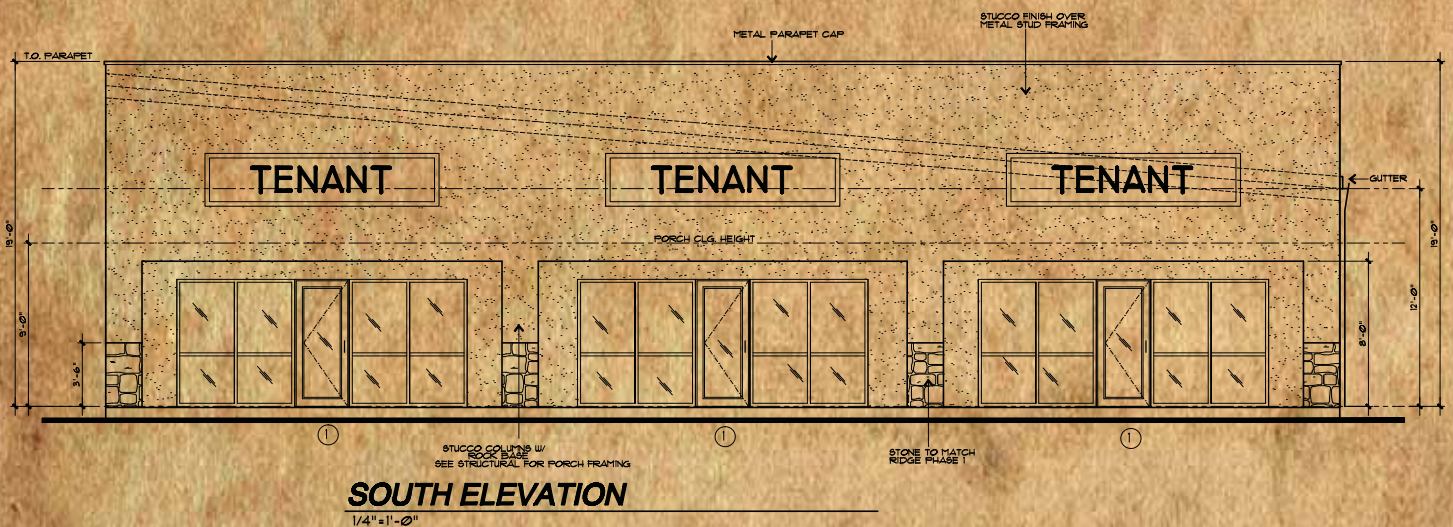 STUCCO FINISH OVER
METAL STUD FRAMING
METAL PARAPET CAP
T.O. PARAPET
TENANT
TENANT
TENANT
GUTTER
PORCH CLG. HEIGHT
19'-0"
9'-0"
3'-6"
8'-0"
12'-0"
19'-0"
1
1
1
STUCCO COLUMNS W/
ROCK BASE
SEE STRUCTURAL FOR PORCH FRAMING
STONE TO MATCH
RIDGE PHASE 1
SOUTH ELEVATION
1/4"=1'-0"